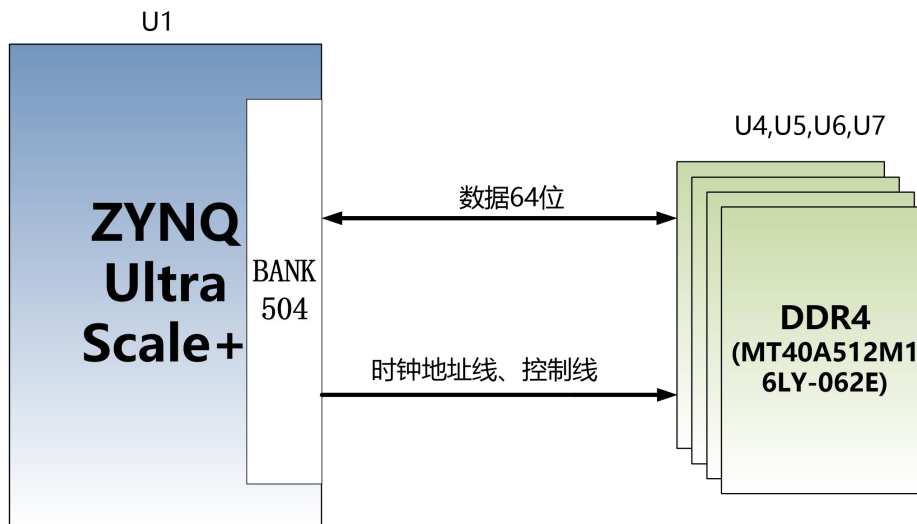 U1
ZYNQ
Ultra
Scale+
BANK
504
数据64位
时钟地址线、控制线
U4,U5,U6,U7
DDR4
(MT40A512M1
6LY-062E)